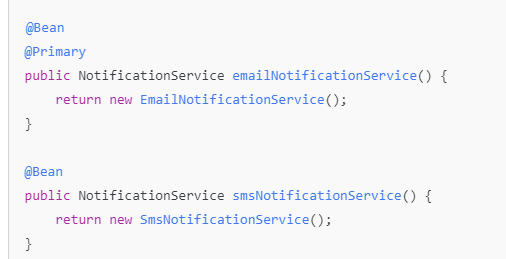 @Bean
@Primary
public NotificationService emailNotificationService() {
    return new EmailNotificationService();
}

@Bean
public NotificationService smsNotificationService() {
    return new SmsNotificationService();
}